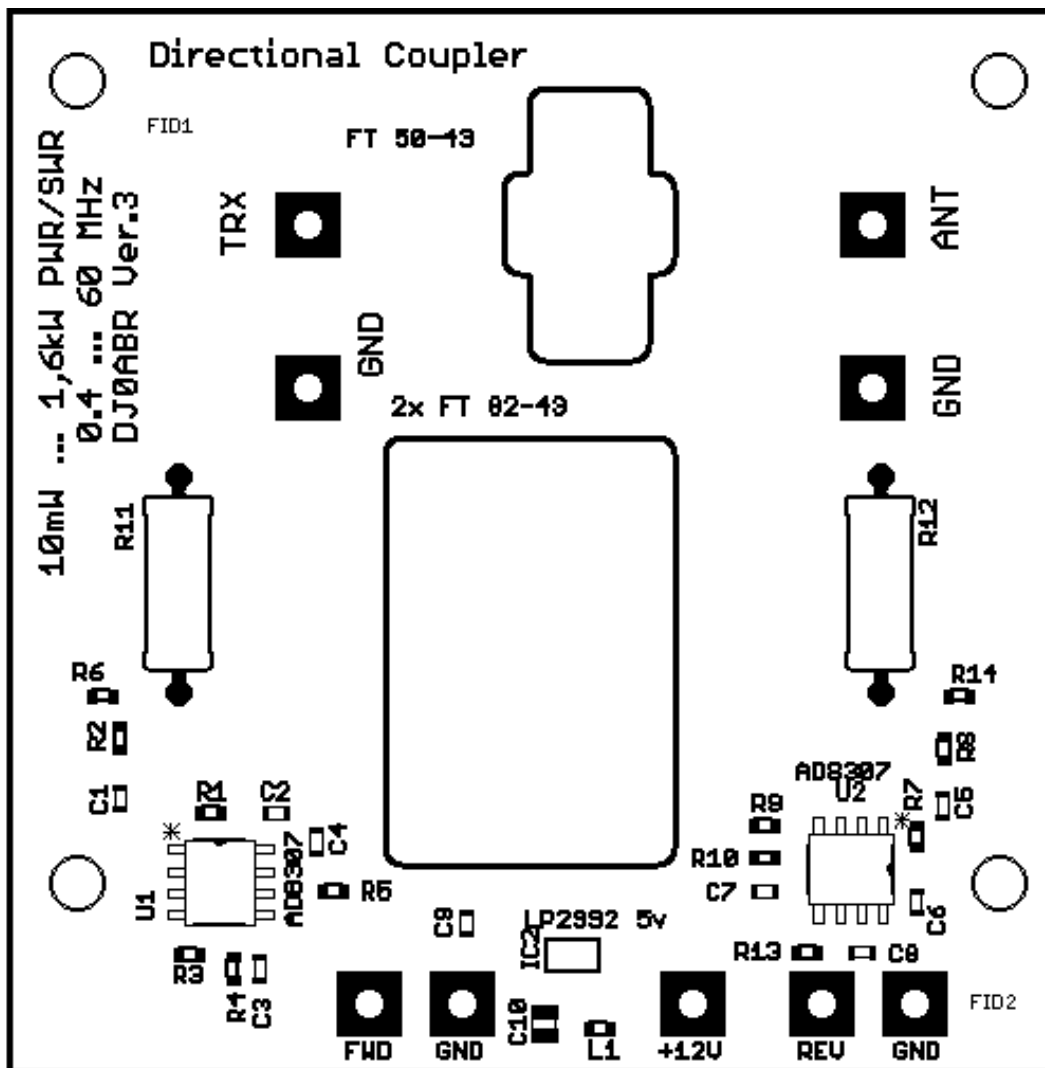 Directional Coupler
FID1
FT 50-43
10mW ... 1,6kW PWR/SWR
0.4 ... 60 MHz
DJ0ABR Ver.3
TRX
ANT
GND
GND
2x FT 82-43
R11
R12
R6
R14
R2
R8
AD8307
U2
R1
C2
C1
R9
R7
C5
C4
R10
AD8307
U1
R5
C7
C6
C9
LP2992 5v
IC2
R3
R4
C3
R13
C8
C10
L1
FID2
FWD
GND
+12V
REV
GND